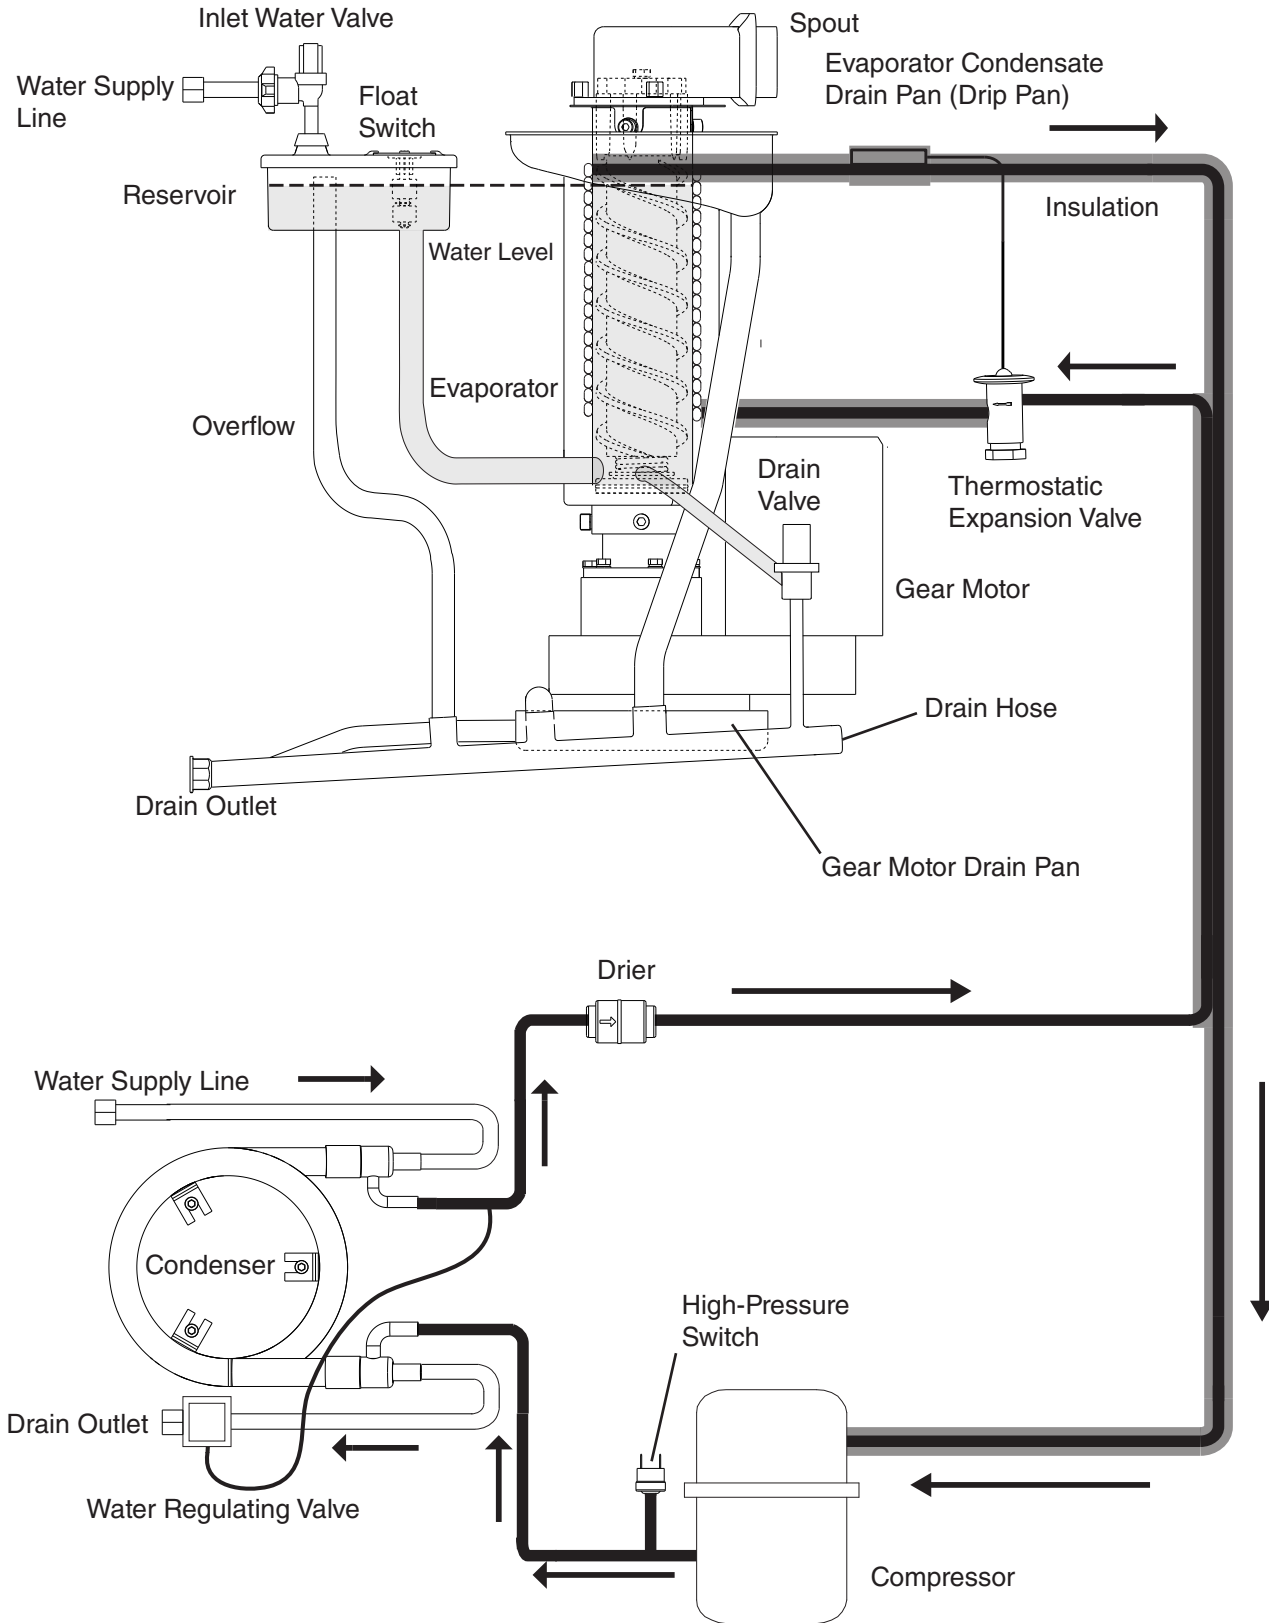 Inlet Water Valve
Spout
Water Supply
Line
Float
Switch
Evaporator Condensate
Drain Pan (Drip Pan)
Reservoir
Insulation
Water Level
Evaporator
Overflow
Drain
Valve
Thermostatic
Expansion Valve
Gear Motor
Drain Hose
Drain Outlet
Gear Motor Drain Pan
Drier
Water Supply Line
Condenser
High-Pressure
Switch
Drain Outlet
Water Regulating Valve
Compressor